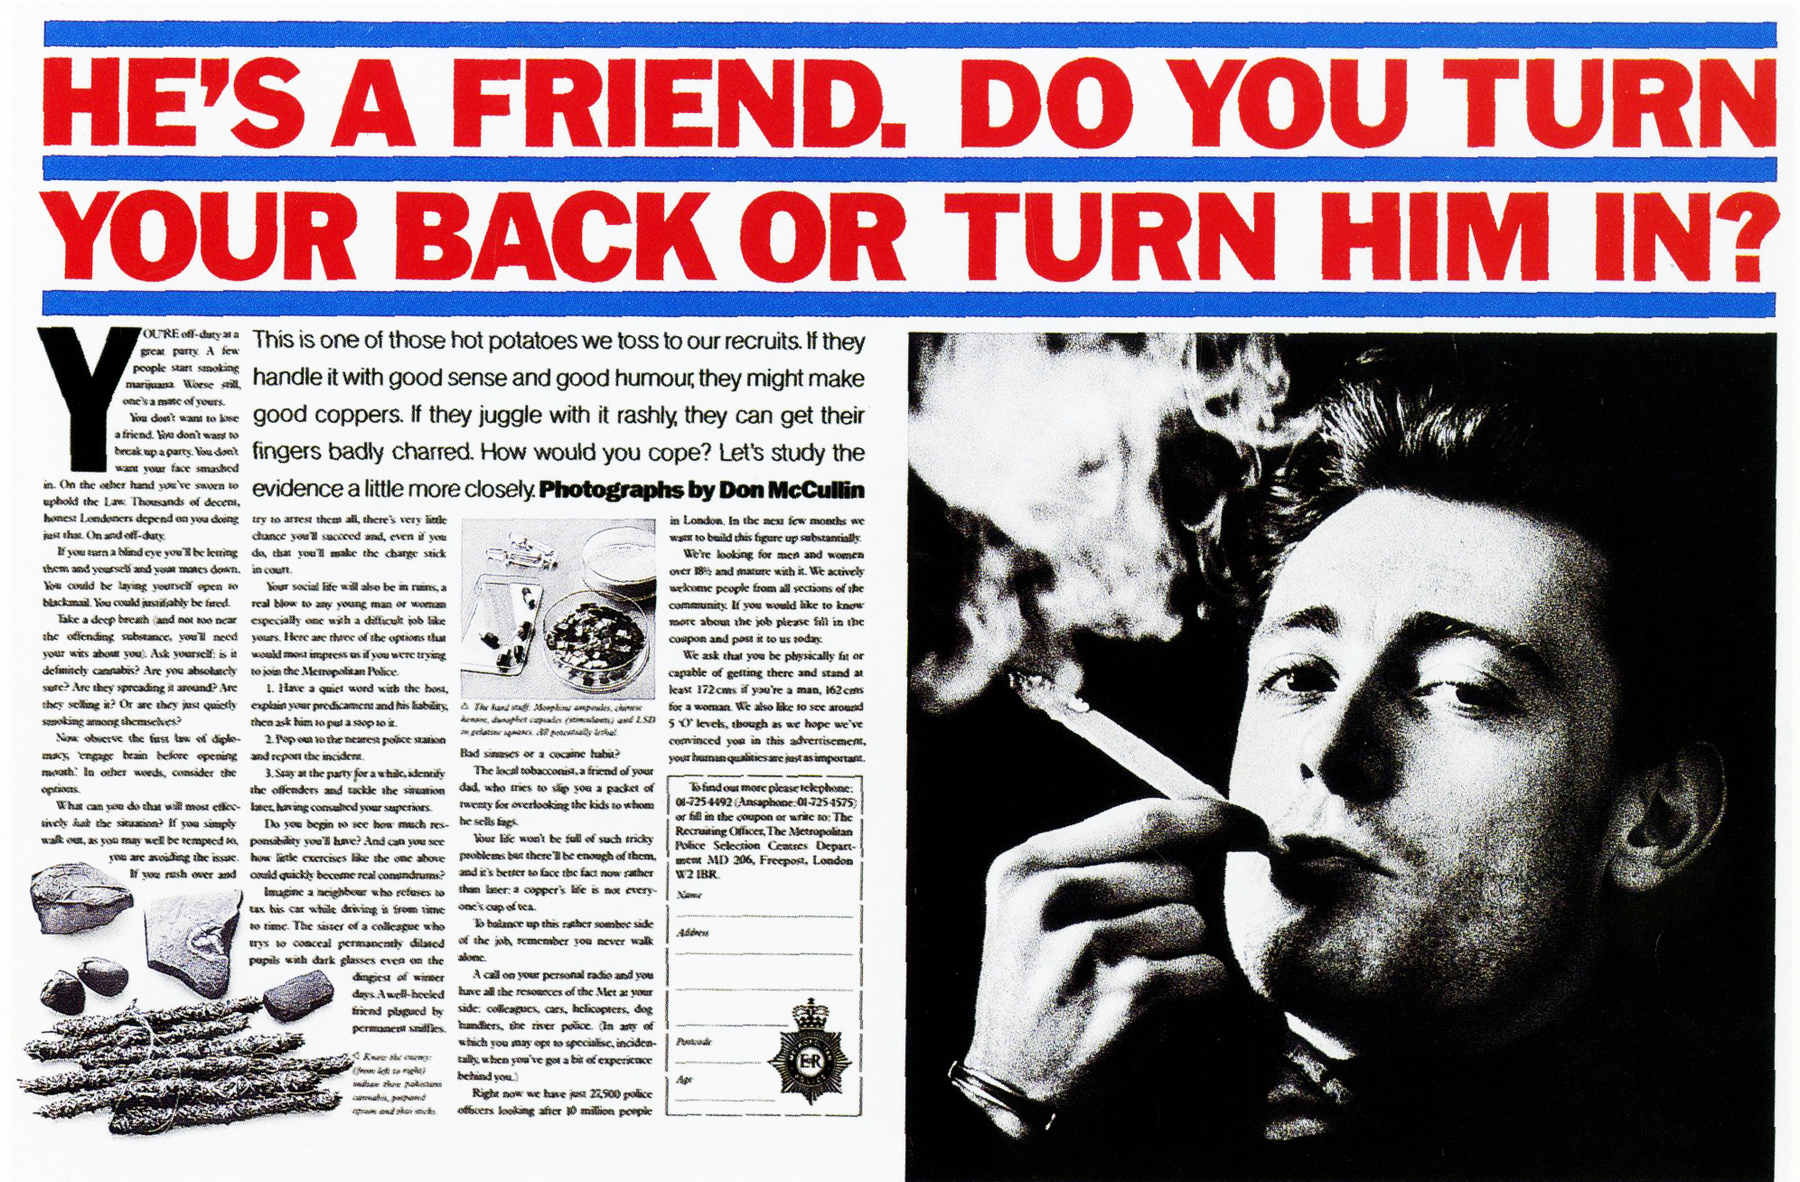 HE'S A FRIEND. DO YOU TURN
YOUR BACK OR TURN HIM IN?
YOU'RE off-duty at a
great party. A few
people start smoking
marijuana. Worse still,
one's a mate of yours.
You don't want to lose
a friend. You don't want to
break up a party. You don't
want your face smashed
in. On the other hand you've sworn to
uphold the Law. Thousands of decent,
honest Londoners depend on you doing
just that. On and off-duty.
If you turn a blind eye you'll be letting
them and yourself and your mates down.
You could be laying yourself open to
blackmail. You could justifiably be fired.
Take a deep breath (and not too near
the offending substance, you'll need
your wits about you). Ask yourself: is it
definitely cannabis? Are you absolutely
sure? Are they spreading it around? Are
they selling it? Or are they just quietly
smoking among themselves?
Now observe the first law of diplo-
macy, 'engage brain before opening
mouth.' In other words, consider the
options.
What can you do that will most effec-
tively halt the situation? If you simply
walk out, as you may well be tempted to,
you are avoiding the issue.
If you rush over and
This is one of those hot potatoes we toss to our recruits. If they
handle it with good sense and good humour, they might make
good coppers. If they juggle with it rashly, they can get their
fingers badly charred. How would you cope? Let's study the
evidence a little more closely. Photographs by Don McCullin
try to arrest them all, there's very little
chance you'll succeed and, even if you
do, that you'll make the charge stick
in court.
Your social life will also be in ruins, a
real blow to any young man or woman
especially one with a difficult job like
yours. Here are three of the options that
would most impress us if you were trying
to join the Metropolitan Police.
1. Have a quiet word with the host,
explain your predicament and his liability,
then ask him to put a stop to it.
2. Pop out to the nearest police station
and report the incident.
3. Stay at the party for a while, identify
the offenders and tackle the situation
later, having consulted your superiors.
Do you begin to see how much res-
ponsibility you'll have? And can you see
how little exercises like the one above
could quickly become real conundrums?
Imagine a neighbour who refuses to
tax his car while driving it from time
to time. The sister of a colleague who
trys to conceal permanently dilated
pupils with dark glasses even on the
dingiest of winter
days. A well-heeled
friend plagued by
permanent sniffles.
Know the enemy:
(from left to right)
indian then pakistani
cannabis, prepared
opium and thai sticks.
The hard stuff. Morphine ampoules, chinese
heroin, durophet capsules (stimulants) and LSD
in gelatine squares. All potentially lethal.
Bad sinuses or a cocaine habit?
The local tobacconist, a friend of your
dad, who tries to slip you a packet of
twenty for overlooking the kids to whom
he sells fags.
Your life won't be full of such tricky
problems but there'll be enough of them,
and it's better to face the fact now rather
than later: a copper's life is not every-
one's cup of tea.
To balance up this rather sombre side
of the job, remember you never walk
alone.
A call on your personal radio and you
have all the resources of the Met at your
side: colleagues, cars, helicopters, dog
handlers, the river police. (In any of
which you may opt to specialise, inciden-
tally, when you've got a bit of experience
behind you.)
Right now we have just 27,500 police
officers looking after 10 million people
in London. In the next few months we
want to build this figure up substantially.
We're looking for men and women
over 18½ and mature with it. We actively
welcome people from all sections of the
community. If you would like to know
more about the job please fill in the
coupon and post it to us today.
We ask that you be physically fit or
capable of getting there and stand at
least 172cms if you're a man, 162cms
for a woman. We also like to see around
5 'O' levels, though as we hope we've
convinced you in this advertisement,
your human qualities are just as important.
To find out more please telephone:
01-725 4492 (Ansaphone: 01-725 4575)
or fill in the coupon or write to: The
Recruiting Officer, The Metropolitan
Police Selection Centres Depart-
ment MD 206, Freepost, London
W2 1BR.
Name
Address
Postcode
Age
METROPOLITAN
E R
POLICE